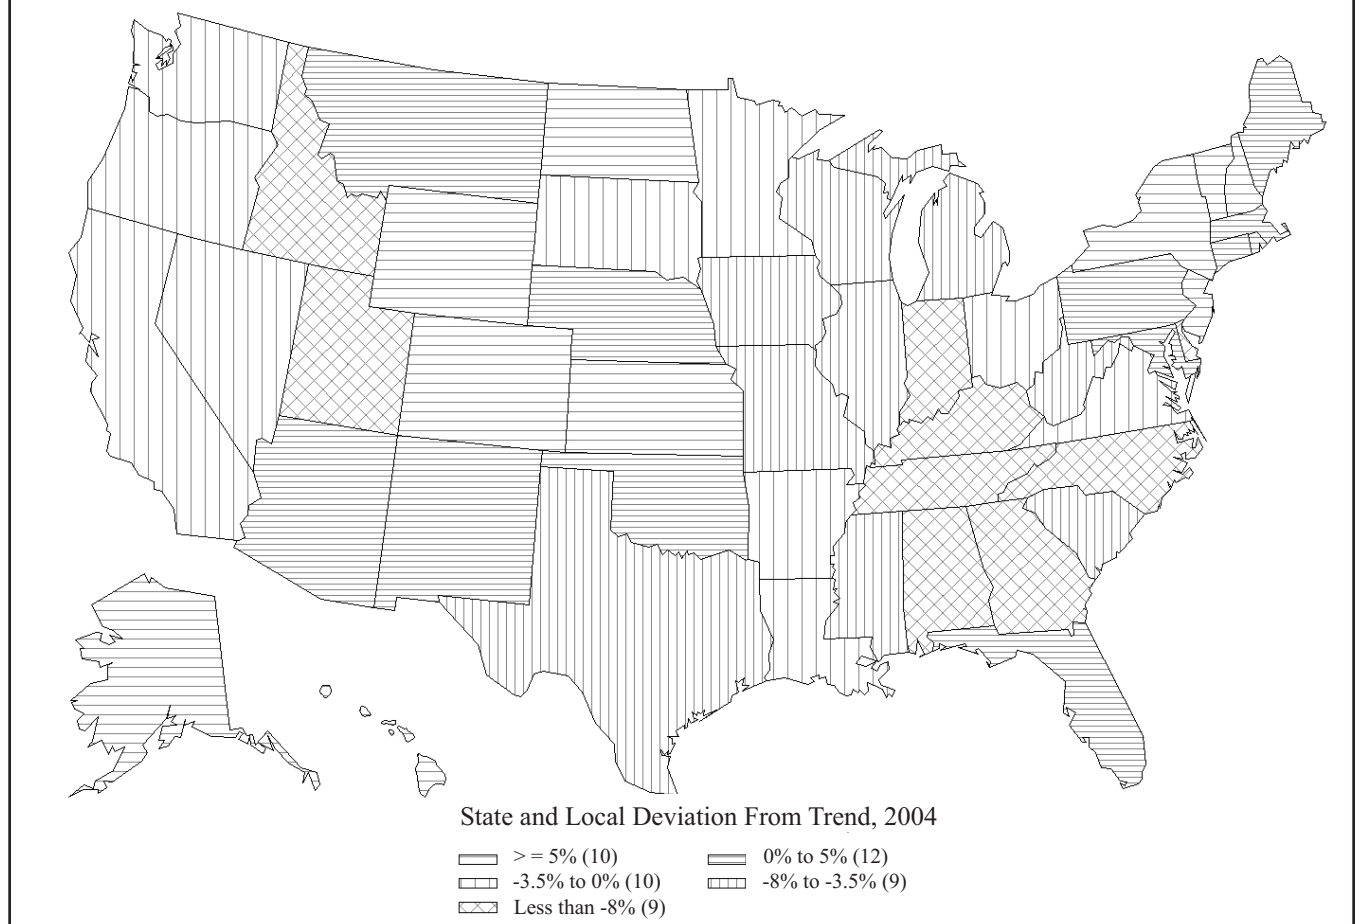 State and Local Deviation From Trend, 2004
> = 5% (10) 0% to 5% (12)
-3.5% to 0% (10) -8% to -3.5% (9)
Less than -8% (9)